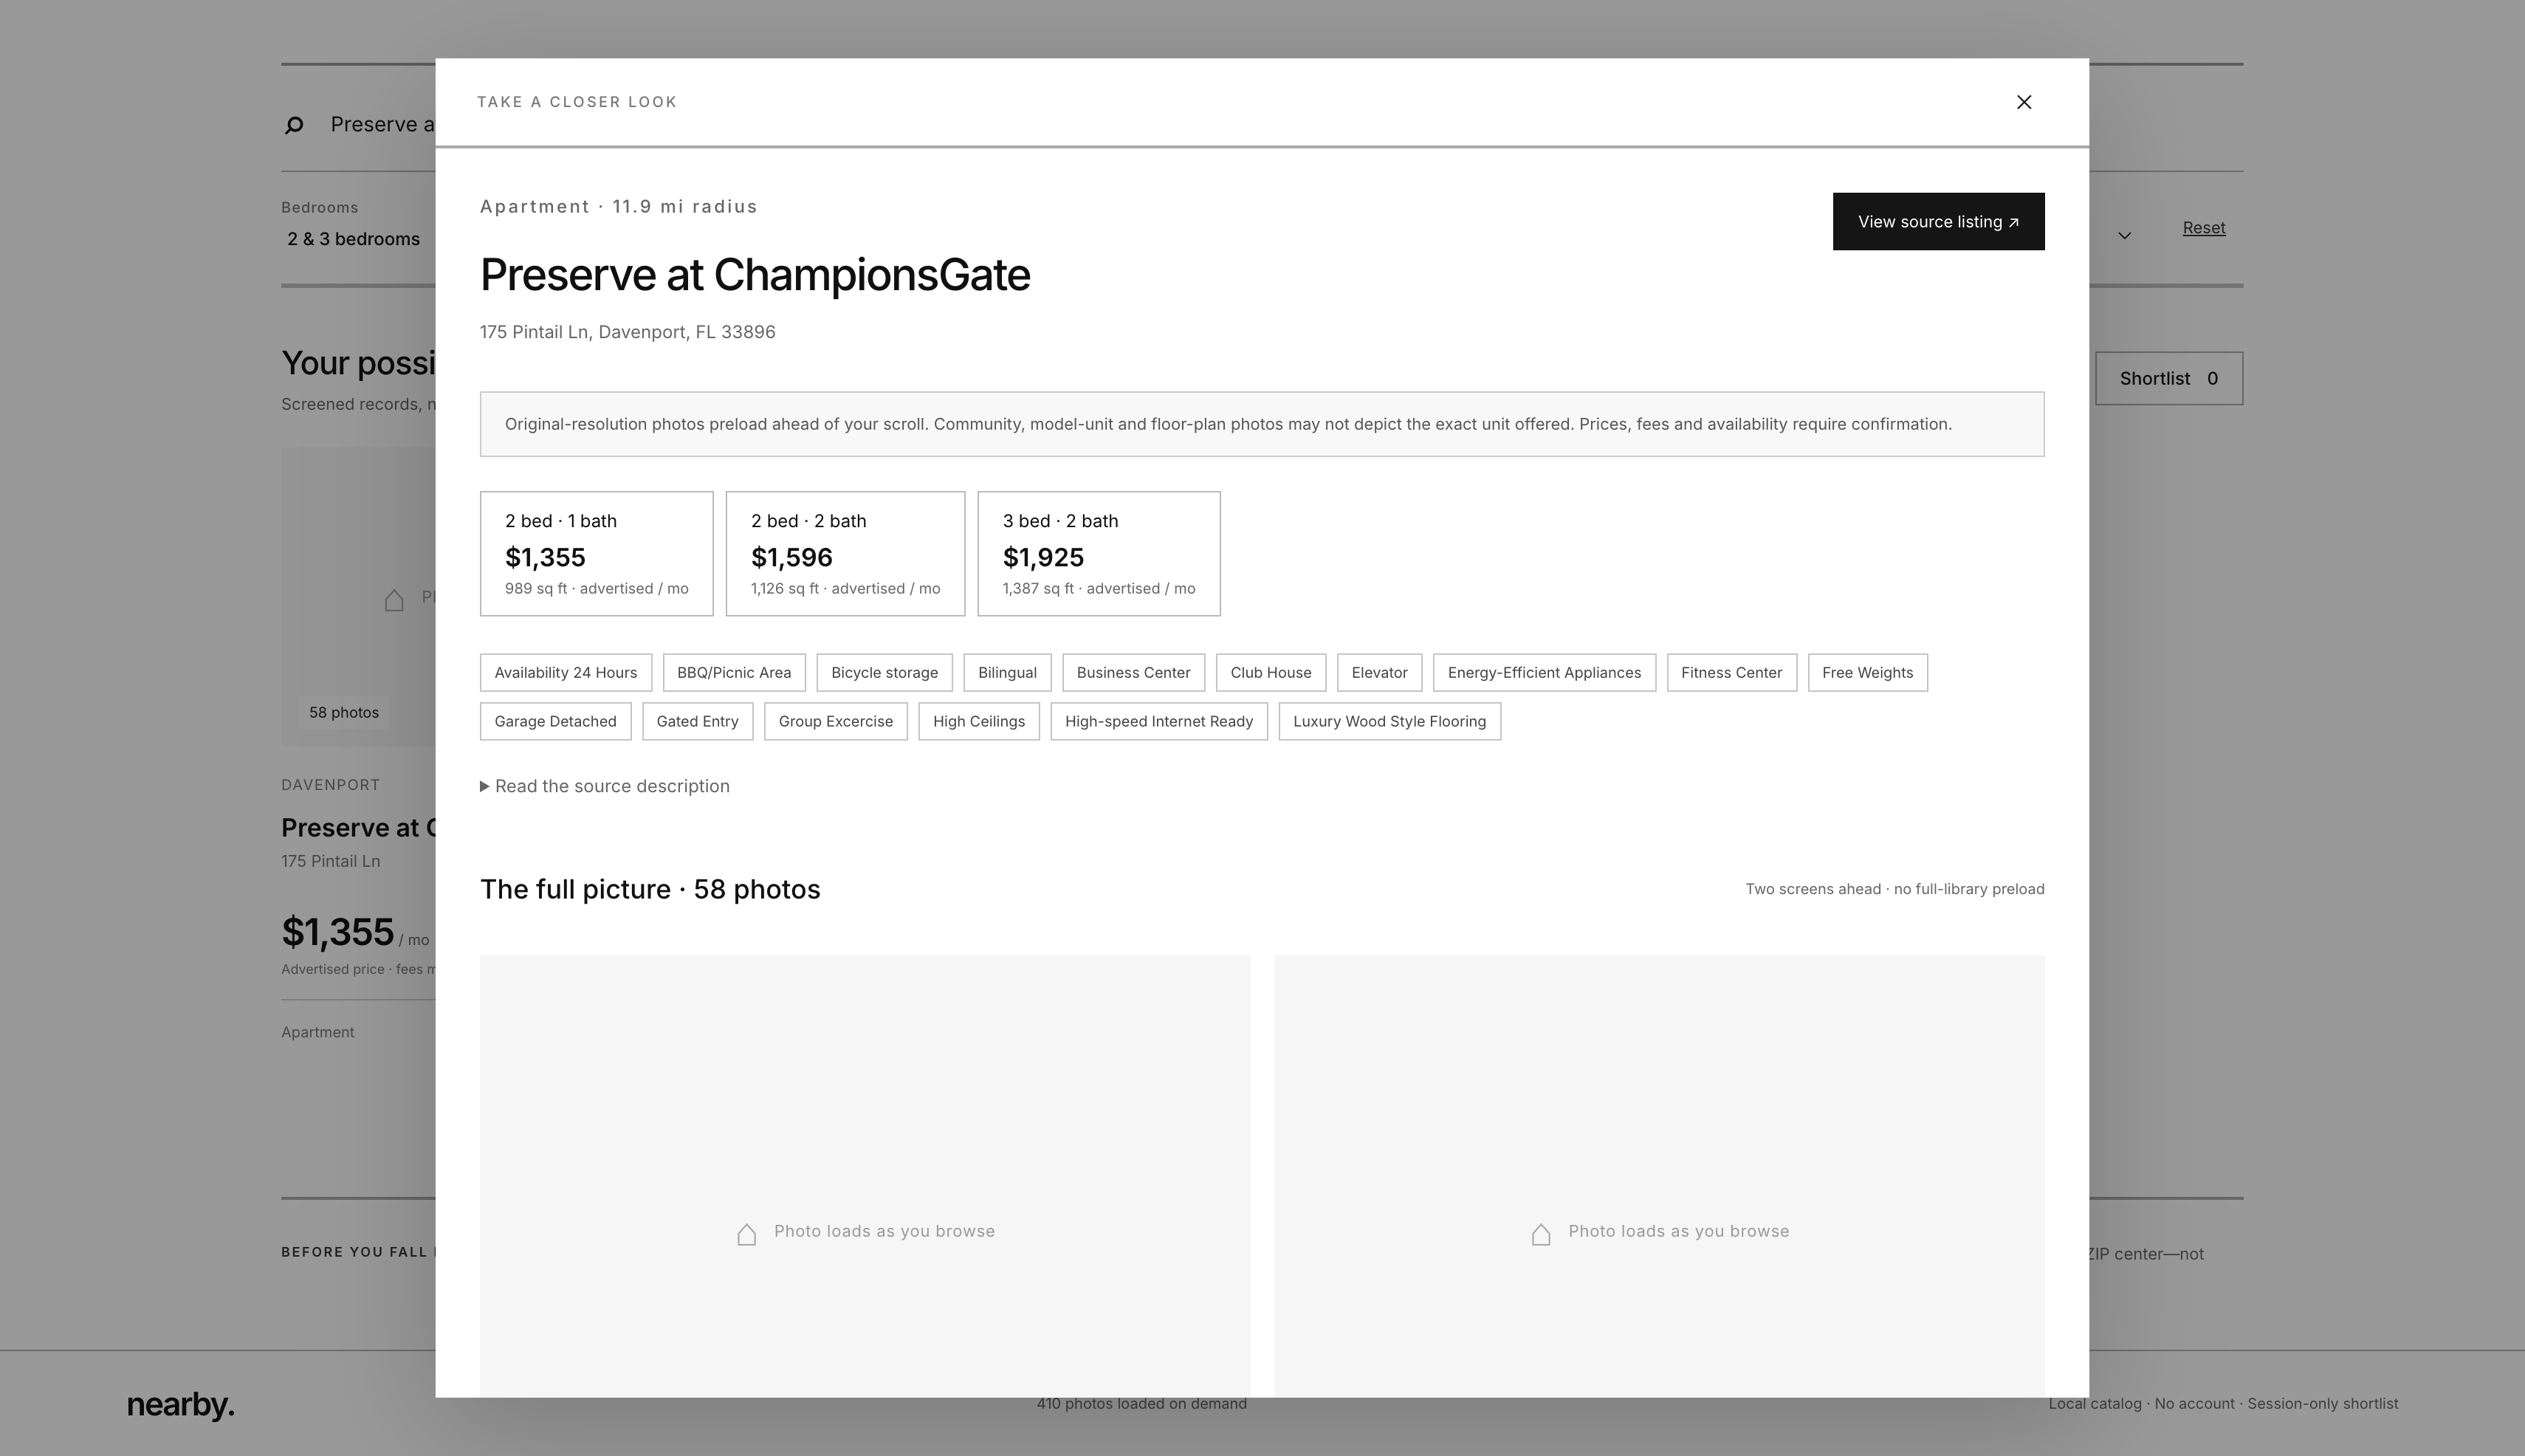 TAKE A CLOSER LOOK
Preserve a
Bedrooms
2 & 3 bedrooms
Reset
Your possi
Screened records, n
Shortlist 0
58 photos
DAVENPORT
Preserve at
175 Pintail Ln
$1,355 / mo
Advertised price · fees m
Apartment
BEFORE YOU FALL
ZIP center—not
Apartment · 11.9 mi radius
View source listing ↗
Preserve at ChampionsGate
175 Pintail Ln, Davenport, FL 33896
Original-resolution photos preload ahead of your scroll. Community, model-unit and floor-plan photos may not depict the exact unit offered. Prices, fees and availability require confirmation.
2 bed · 1 bath
$1,355
989 sq ft · advertised / mo
2 bed · 2 bath
$1,596
1,126 sq ft · advertised / mo
3 bed · 2 bath
$1,925
1,387 sq ft · advertised / mo
Availability 24 Hours BBQ/Picnic Area Bicycle storage Bilingual Business Center Club House Elevator Energy-Efficient Appliances Fitness Center Free Weights
Garage Detached Gated Entry Group Excercise High Ceilings High-speed Internet Ready Luxury Wood Style Flooring
Read the source description
The full picture · 58 photos
Two screens ahead · no full-library preload
Photo loads as you browse
Photo loads as you browse
nearby.
410 photos loaded on demand
Local catalog · No account · Session-only shortlist